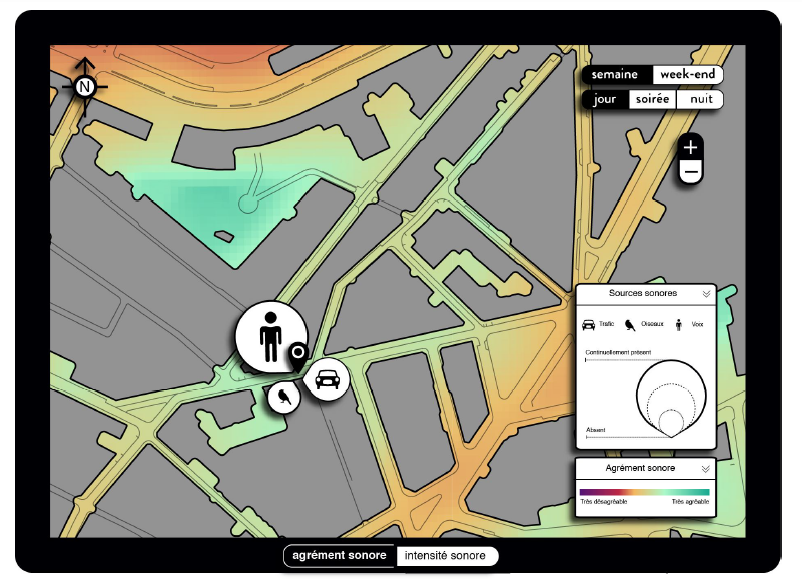 N
semaine week-end
jour soirée nuit
+
−
Sources sonores
Trafic Oiseaux Voix
Continuellement présent
Absent
Agrément sonore
Très désagréable Très agréable
agrément sonore intensité sonore